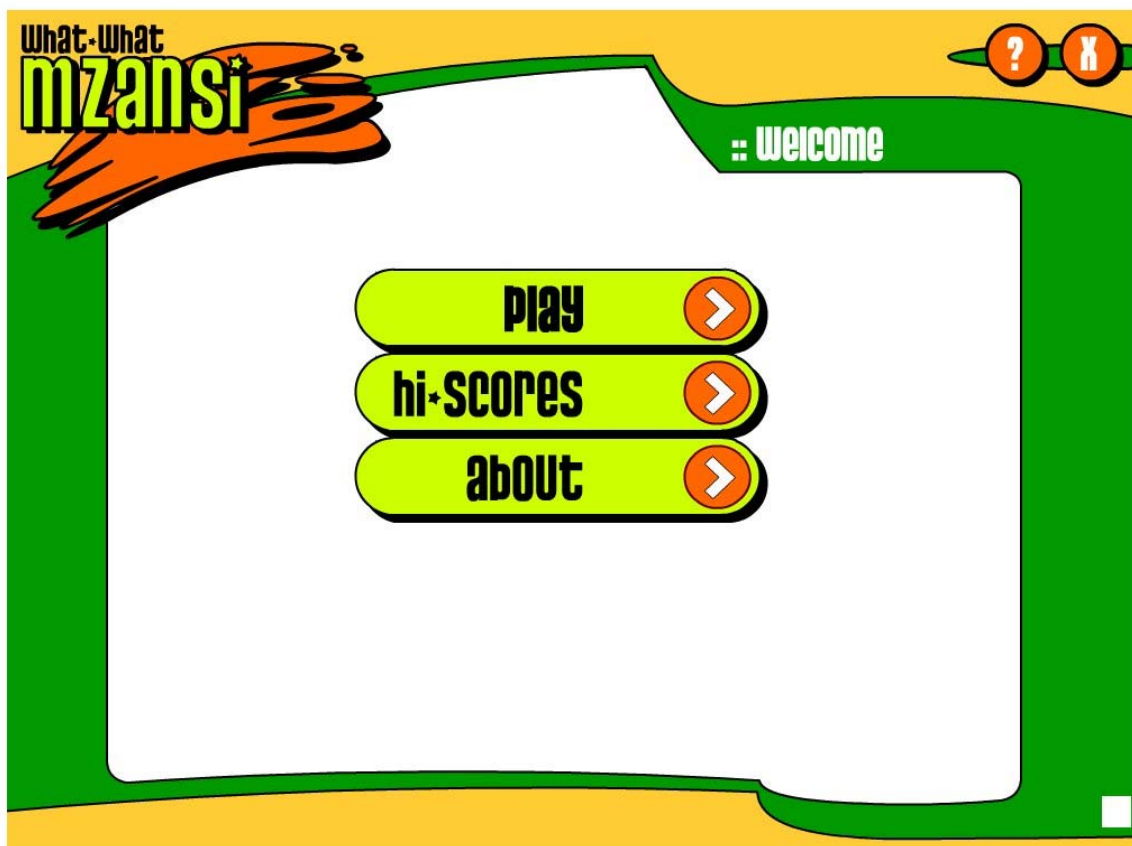 What★What
mzansi
? X
:: Welcome
play
hi★scores
about